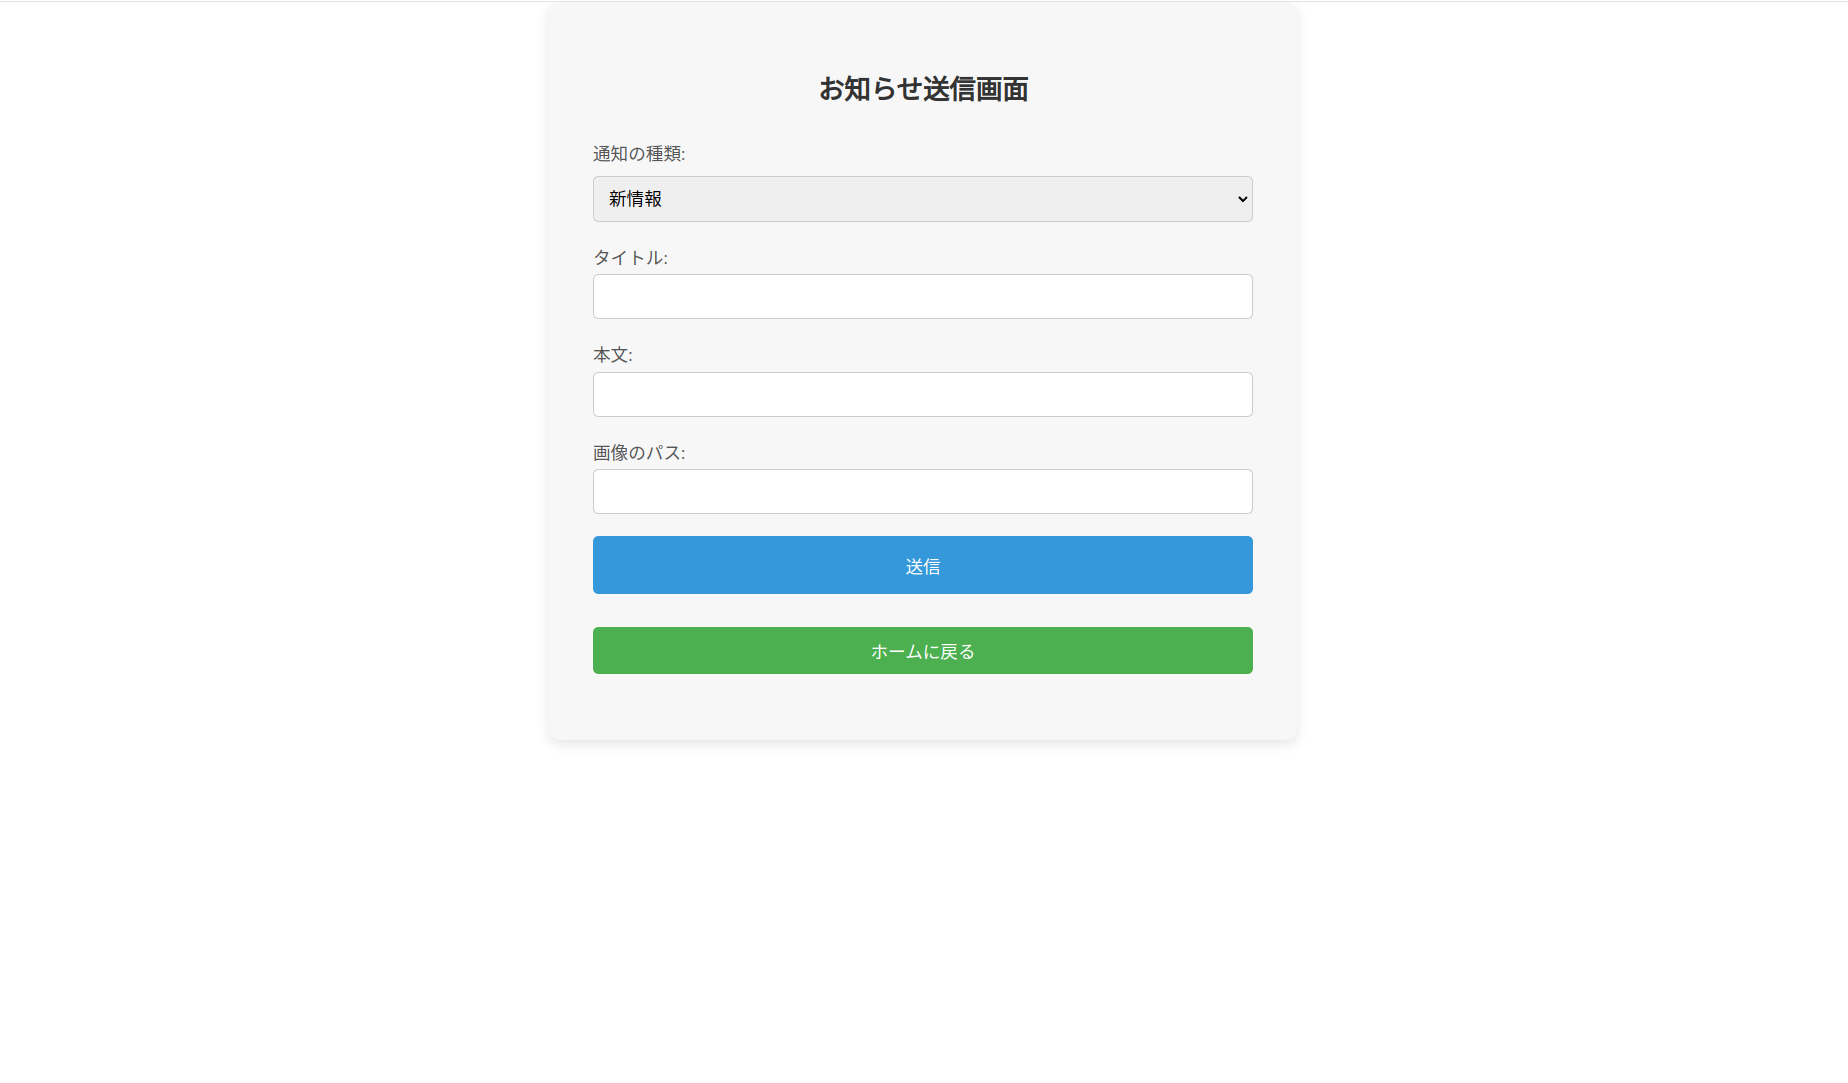 お知らせ送信画面
通知の種類:
新情報
タイトル:
本文:
画像のパス:
送信
ホームに戻る